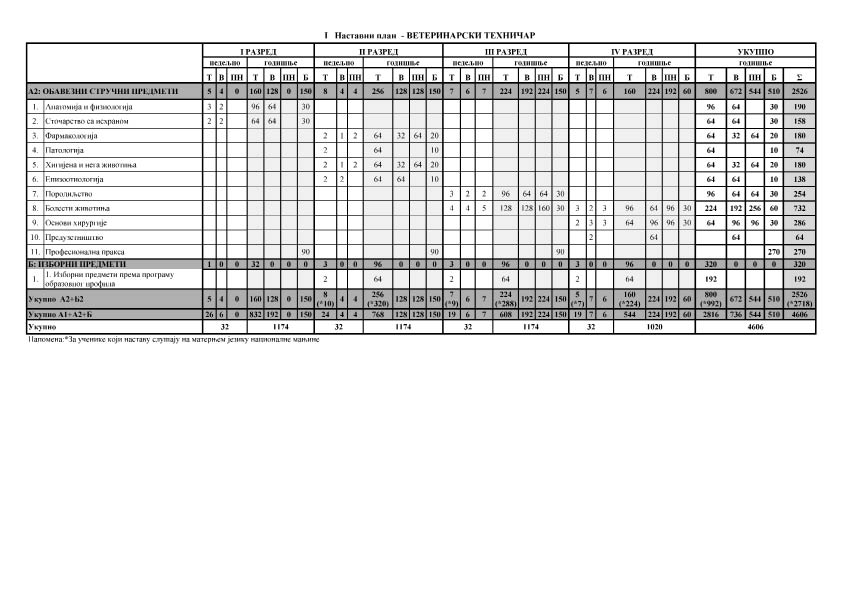 I Наставни план - ВЕТЕРИНАРСКИ ТЕХНИЧАР
I РАЗРЕД II РАЗРЕД III РАЗРЕД IV РАЗРЕД УКУПНО
недељно годишње недељно годишње недељно годишње недељно годишње годишње
Т В ПН Т В ПН Б Т В ПН Т В ПН Б Т В ПН Т В ПН Б Т В ПН Т В ПН Б Т В ПН Б Σ
А2: ОБАВЕЗНИ СТРУЧНИ ПРЕДМЕТИ 5 4 0 160 128 0 150 8 4 4 256 128 128 150 7 6 7 224 192 224 150 5 7 6 160 224 192 60 800 672 544 510 2526
1. Анатомија и физиологија 3 2 96 64 30 96 64 30 190
2. Сточарство са исхраном 2 2 64 64 30 64 64 30 158
3. Фармакологија 2 1 2 64 32 64 20 64 32 64 20 180
4. Патологија 2 64 10 64 10 74
5. Хигијена и нега животиња 2 1 2 64 32 64 20 64 32 64 20 180
6. Епизоотиологија 2 2 64 64 10 64 64 10 138
7. Породиљство 3 2 2 96 64 64 30 96 64 64 30 254
8. Болести животиња 4 4 5 128 128 160 30 3 2 3 96 64 96 30 224 192 256 60 732
9. Основи хирургије 2 3 3 64 96 96 30 64 96 96 30 286
10. Предузетништво 2 64 64 64
11. Професионална пракса 90 90 90 270 270
Б: ИЗБОРНИ ПРЕДМЕТИ 1 0 0 32 0 0 0 3 0 0 96 0 0 0 3 0 0 96 0 0 0 3 0 0 96 0 0 0 320 0 0 0 320
1. 1. Изборни предмети према програму
образовног профила 2 64 2 64 2 64 192 192
Укупно А2+Б2 5 4 0 160 128 0 150 8 (*10) 4 4 256 (*320) 128 128 150 7 (*9) 6 7 224 (*288) 192 224 150 5 (*7) 7 6 160 (*224) 224 192 60 800 (*992) 672 544 510 2526 (*2718)
Укупно А1+А2+Б 26 6 0 832 192 0 150 24 4 4 768 128 128 150 19 6 7 608 192 224 150 19 7 6 544 224 192 60 2816 736 544 510 4606
Укупно 32 1174 32 1174 32 1174 32 1020 4606
Напомена:*За ученике који наставу слушају на матерњем језику националне мањине